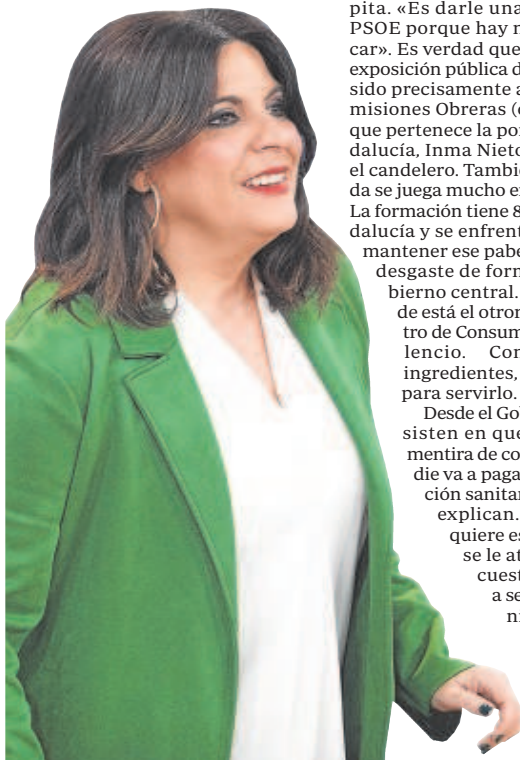 pita. «Es darle una
PSOE porque hay
car». Es verdad que
exposición pública d
sido precisamente a
misiones Obreras (
que pertenece la po
dalucía, Inma Nieto
el candelero. Tambié
da se juega mucho e
La formación tiene 8
dalucía y se enfrent
mantener ese pabe
desgaste de for
bierno central.
de está el otro
tro de Consum
lencio. Con
ingredientes,
para servirlo.
Desde el Go
sisten en que
mentira de co
die va a paga
ción sanitar
explican.
quiere es
se le at
cuest
a se
n